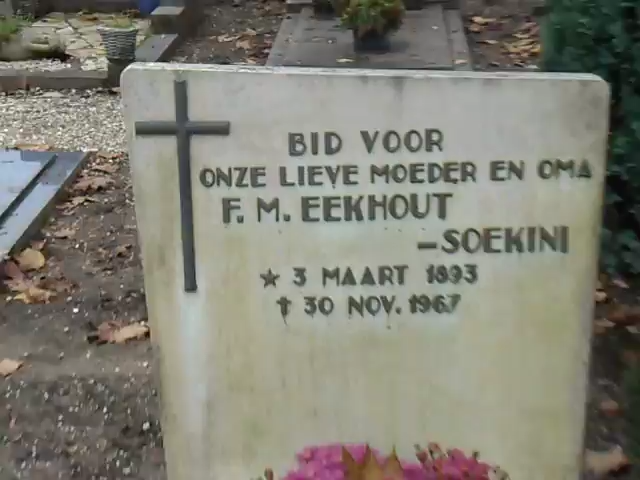 BID VOOR
ONZE LIEVE MOEDER EN OMA
F. M. EEKHOUT
-SOEKINI
★ 3 MAART 1893
✝ 30 NOV. 1967